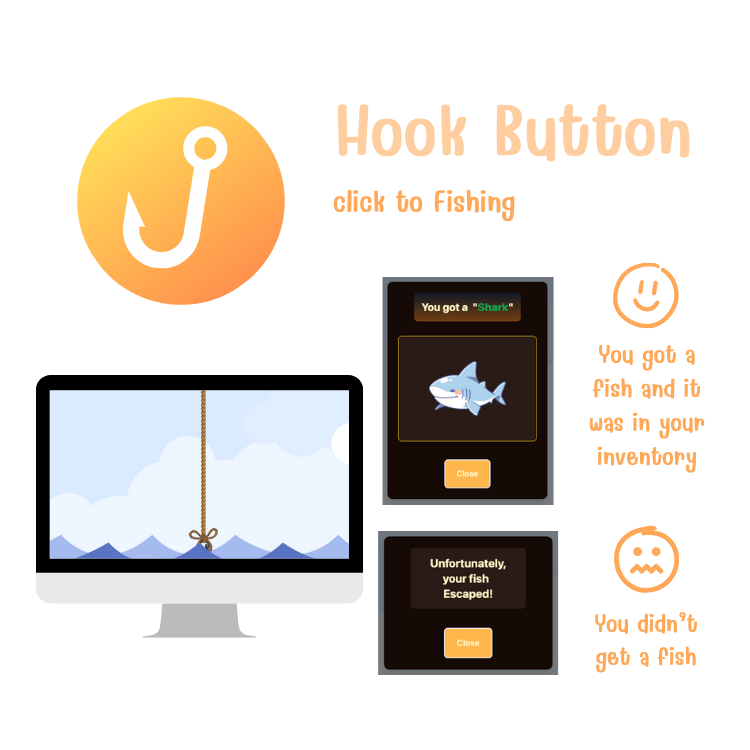 Hook Button
click to Fishing
You got a "Shark"
Close
You got a
fish and it
was in your
inventory
Unfortunately,
your fish
Escaped!
Close
You didn't
get a fish